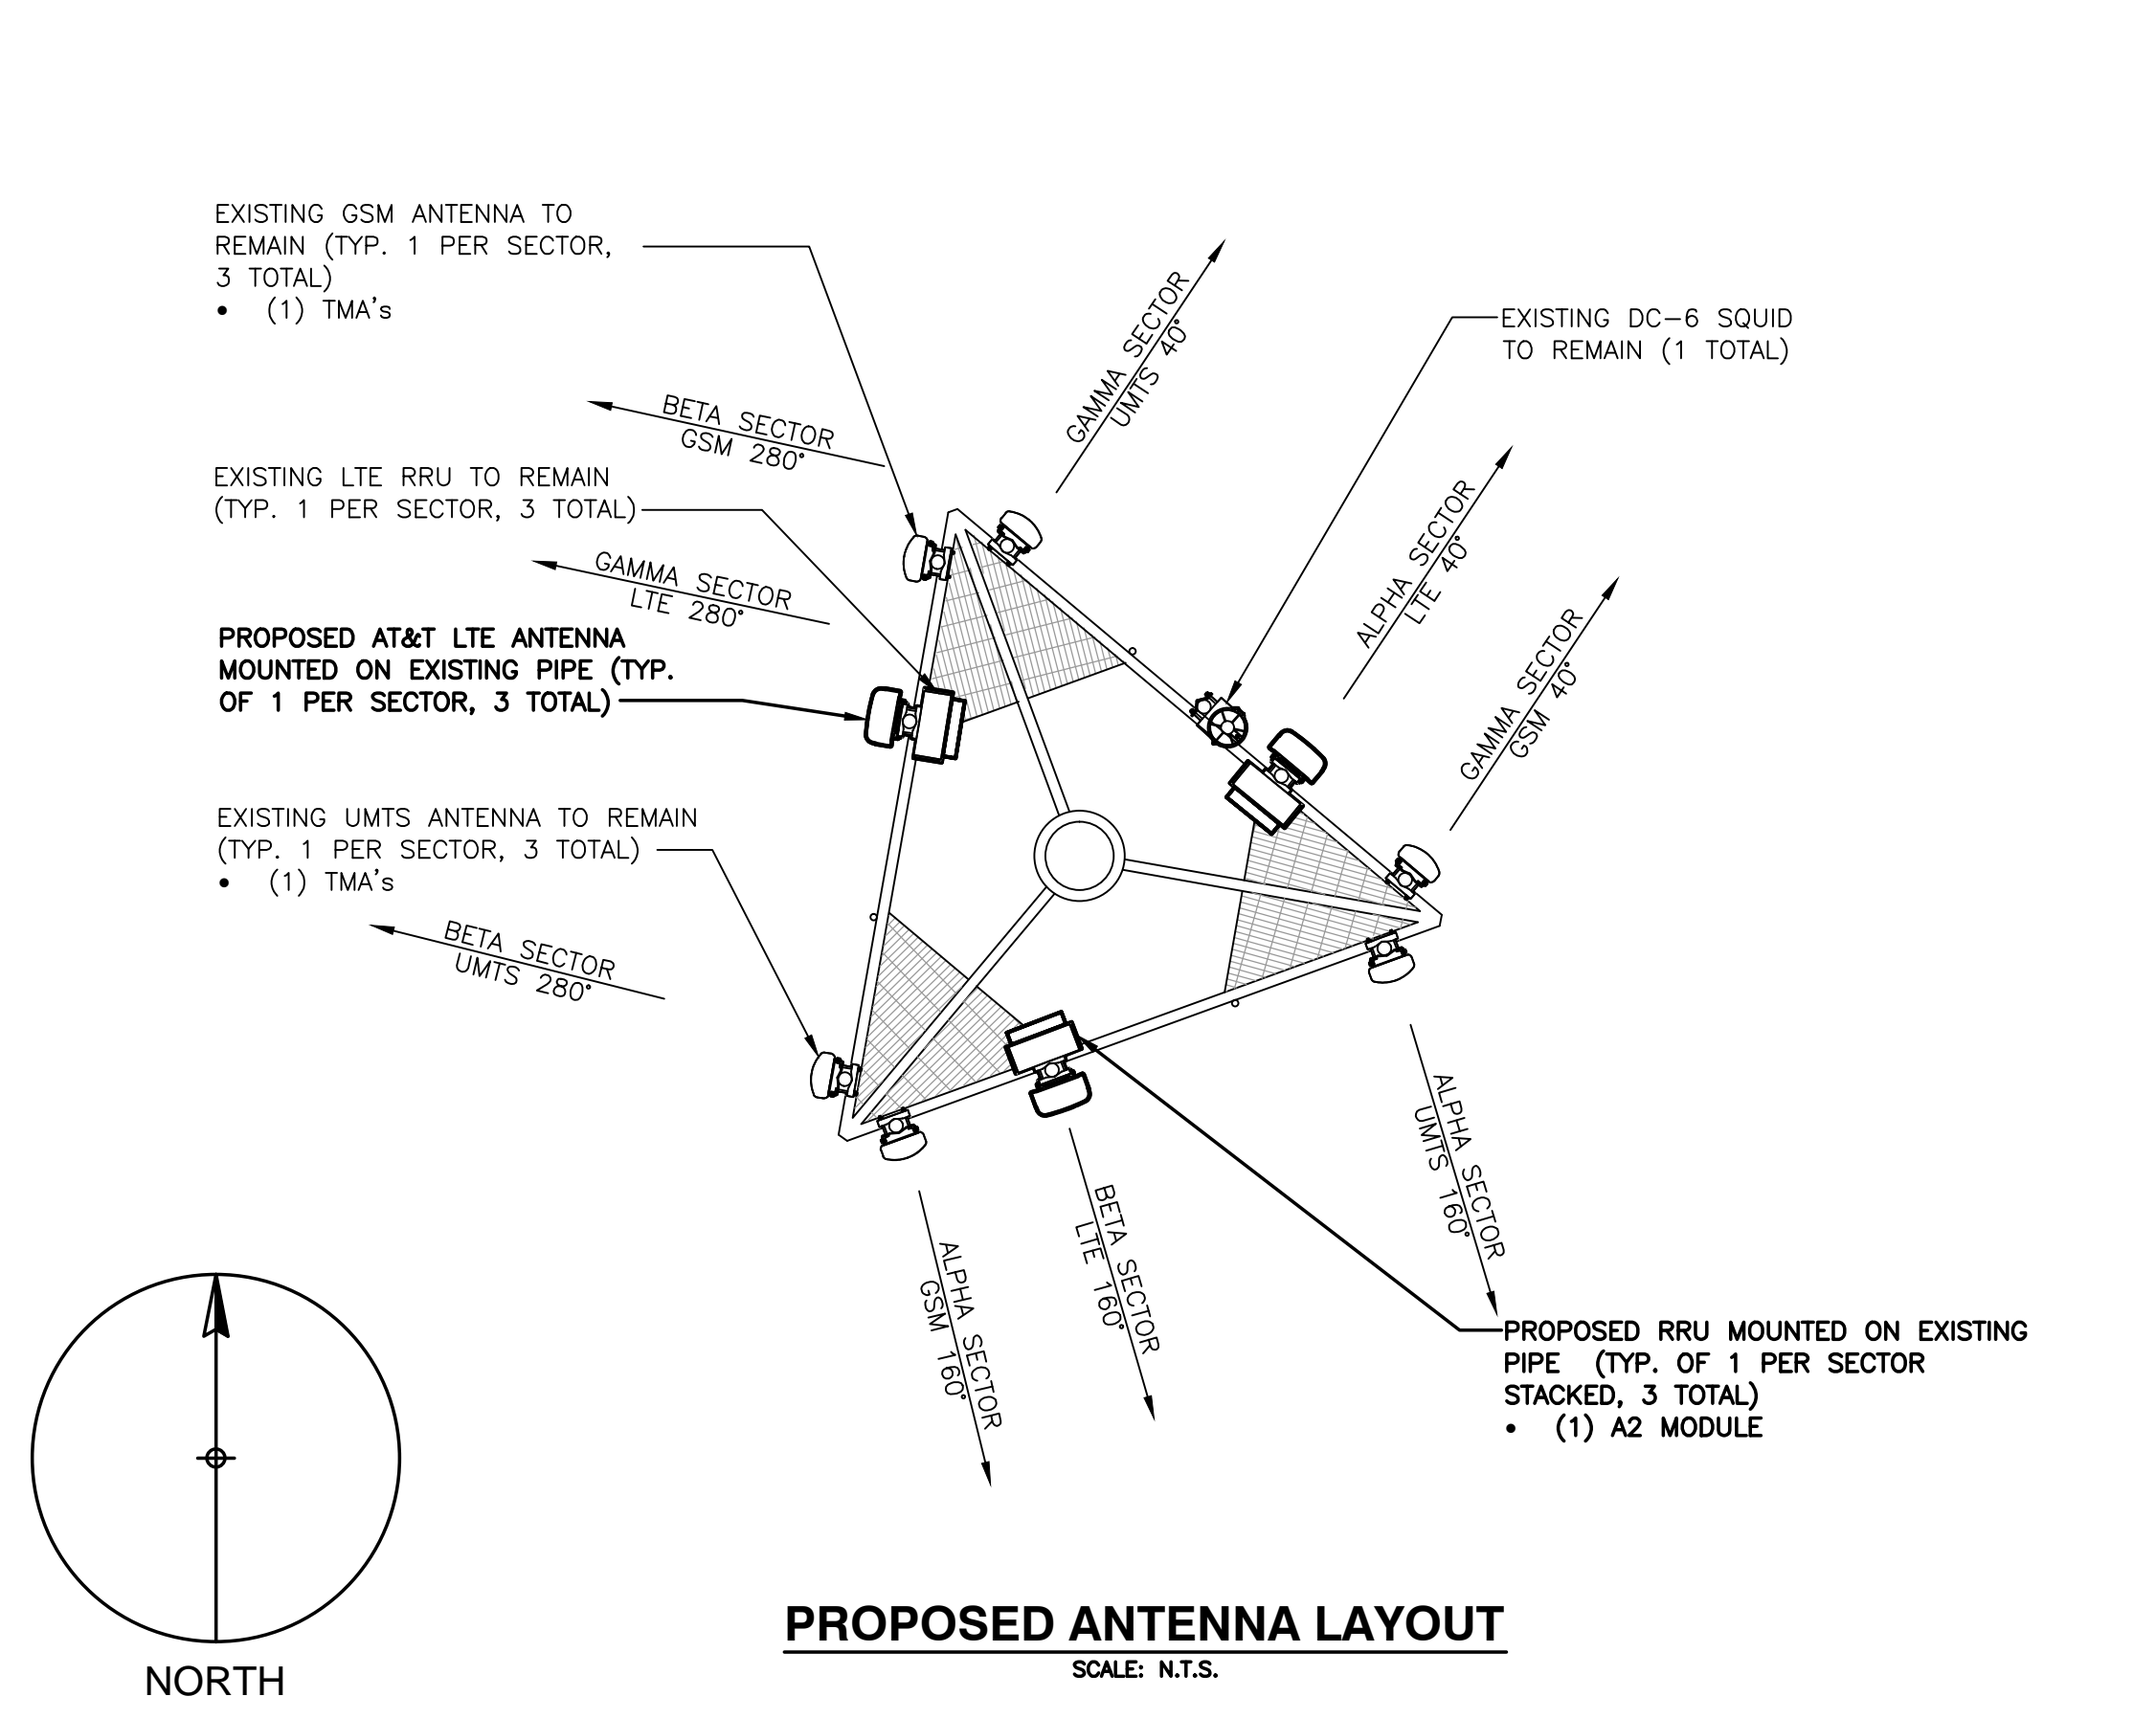 EXISTING GSM ANTENNA TO
REMAIN (TYP. 1 PER SECTOR,
3 TOTAL)
• (1) TMA's
GAMMA SECTOR
UMTS 40°
EXISTING DC-6 SQUID
TO REMAIN (1 TOTAL)
BETA SECTOR
GSM 280°
EXISTING LTE RRU TO REMAIN
(TYP. 1 PER SECTOR, 3 TOTAL)
ALPHA SECTOR
LTE 40°
GAMMA SECTOR
LTE 280°
GAMMA SECTOR
GSM 40°
PROPOSED AT&T LTE ANTENNA
MOUNTED ON EXISTING PIPE (TYP.
OF 1 PER SECTOR, 3 TOTAL)
EXISTING UMTS ANTENNA TO REMAIN
(TYP. 1 PER SECTOR, 3 TOTAL)
• (1) TMA's
BETA SECTOR
UMTS 280°
ALPHA SECTOR
UMTS 160°
BETA SECTOR
LTE 160°
ALPHA SECTOR
GSM 160°
PROPOSED RRU MOUNTED ON EXISTING
PIPE (TYP. OF 1 PER SECTOR
STACKED, 3 TOTAL)
• (1) A2 MODULE
NORTH
PROPOSED ANTENNA LAYOUT
SCALE: N.T.S.